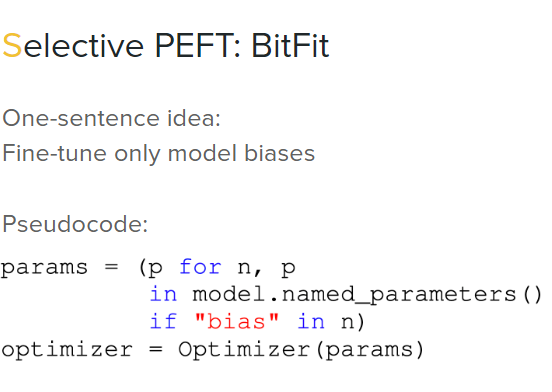 Selective PEFT: BitFit
One-sentence idea:
Fine-tune only model biases
Pseudocode:
params = (p for n, p
in model.named_parameters()
if "bias" in n)
optimizer = Optimizer(params)